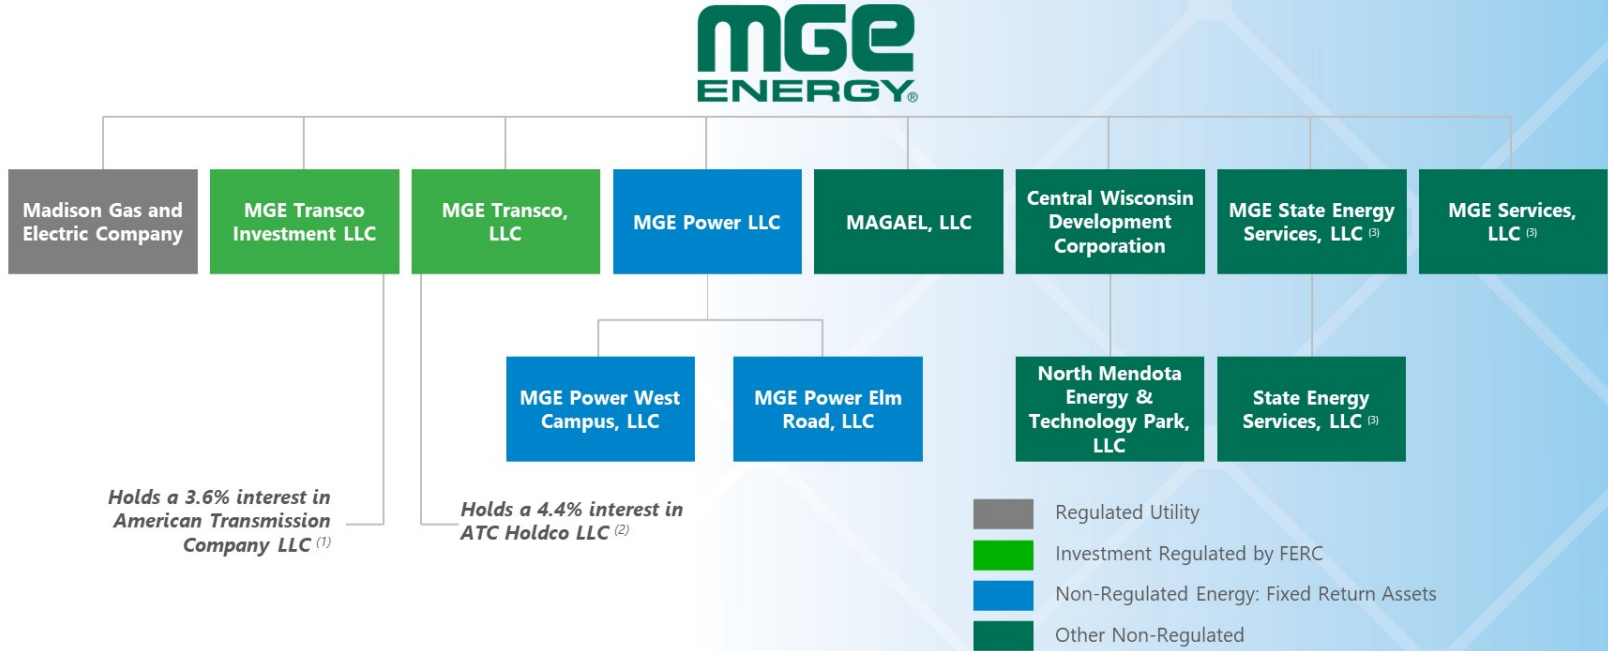 mge
ENERGY®
Madison Gas and
Electric Company
MGE Transco
Investment LLC
MGE Transco,
LLC
MGE Power LLC
MAGAEL, LLC
Central Wisconsin
Development
Corporation
MGE State Energy
Services, LLC (3)
MGE Services,
LLC (3)
MGE Power West
Campus, LLC
MGE Power Elm
Road, LLC
North Mendota
Energy &
Technology Park,
LLC
State Energy
Services, LLC (3)
Holds a 3.6% interest in
American Transmission
Company LLC (1)
Holds a 4.4% interest in
ATC Holdco LLC (2)
Regulated Utility
Investment Regulated by FERC
Non-Regulated Energy: Fixed Return Assets
Other Non-Regulated